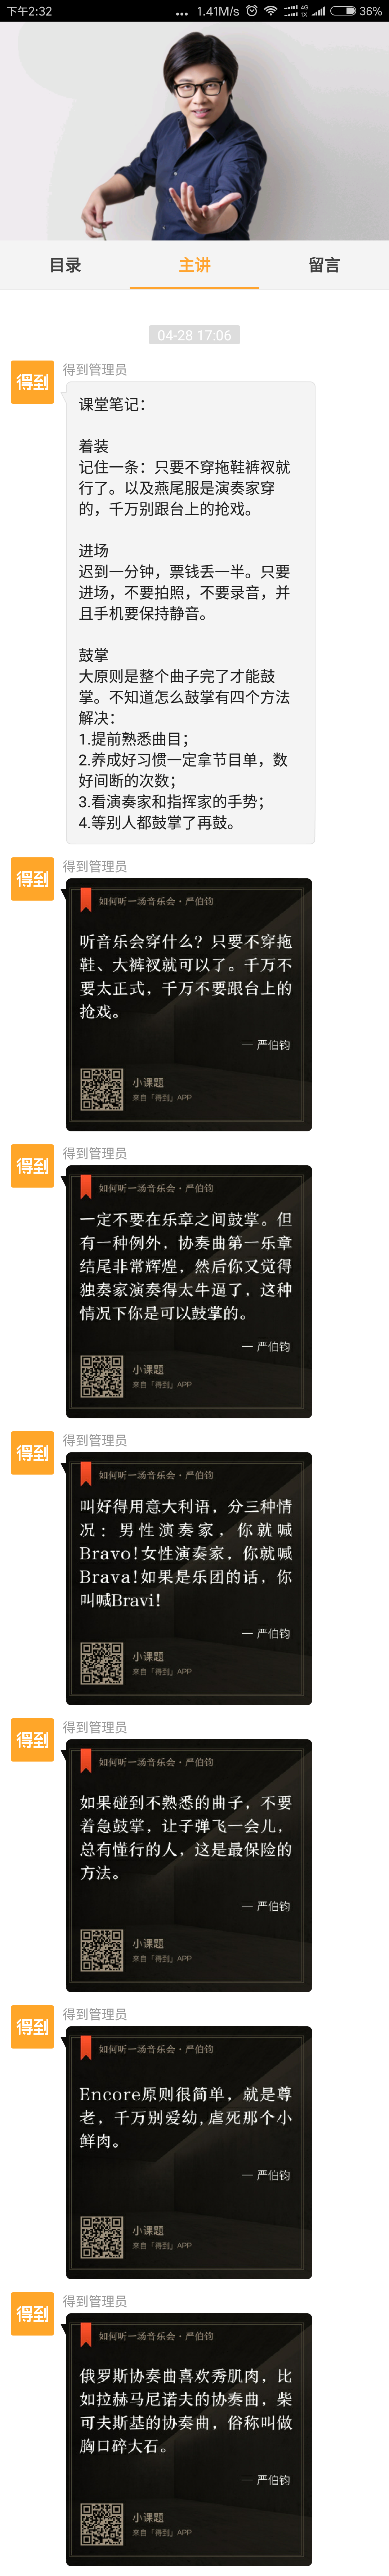 下午2:32 ... 1.41M/s 4G 1X 36%
目录 主讲 留言
04-28 17:06
得到
得到管理员
课堂笔记：
着装
记住一条：只要不穿拖鞋裤衩就
行了。以及燕尾服是演奏家穿
的，千万别跟台上的抢戏。
进场
迟到一分钟，票钱丢一半。只要
进场，不要拍照，不要录音，并
且手机要保持静音。
鼓掌
大原则是整个曲子完了才能鼓
掌。不知道怎么鼓掌有四个方法
解决：
1.提前熟悉曲目；
2.养成好习惯一定拿节目单，数
好间断的次数；
3.看演奏家和指挥家的手势；
4.等别人都鼓掌了再鼓。
得到
得到管理员
如何听一场音乐会·严伯钧
听音乐会穿什么？只要不穿拖
鞋、大裤衩就可以了。千万不
要太正式，千万不要跟台上的
抢戏。
— 严伯钧
小课题
来自「得到」APP
得到
得到管理员
如何听一场音乐会·严伯钧
一定不要在乐章之间鼓掌。但
有一种例外，协奏曲第一乐章
结尾非常辉煌，然后你又觉得
独奏家演奏得太牛逼了，这种
情况下你是可以鼓掌的。
— 严伯钧
小课题
来自「得到」APP
得到
得到管理员
如何听一场音乐会·严伯钧
叫好得用意大利语，分三种情
况：男性演奏家，你就喊
Bravo!女性演奏家，你就喊
Brava!如果是乐团的话，你
叫喊Bravi!
— 严伯钧
小课题
来自「得到」APP
得到
得到管理员
如何听一场音乐会·严伯钧
如果碰到不熟悉的曲子，不要
着急鼓掌，让子弹飞一会儿，
总有懂行的人，这是最保险的
方法。
— 严伯钧
小课题
来自「得到」APP
得到
得到管理员
如何听一场音乐会·严伯钧
Encore原则很简单，就是尊
老，千万别爱幼,虐死那个小
鲜肉。
— 严伯钧
小课题
来自「得到」APP
得到
得到管理员
如何听一场音乐会·严伯钧
俄罗斯协奏曲喜欢秀肌肉，比
如拉赫马尼诺夫的协奏曲，柴
可夫斯基的协奏曲，俗称叫做
胸口碎大石。
— 严伯钧
小课题
来自「得到」APP